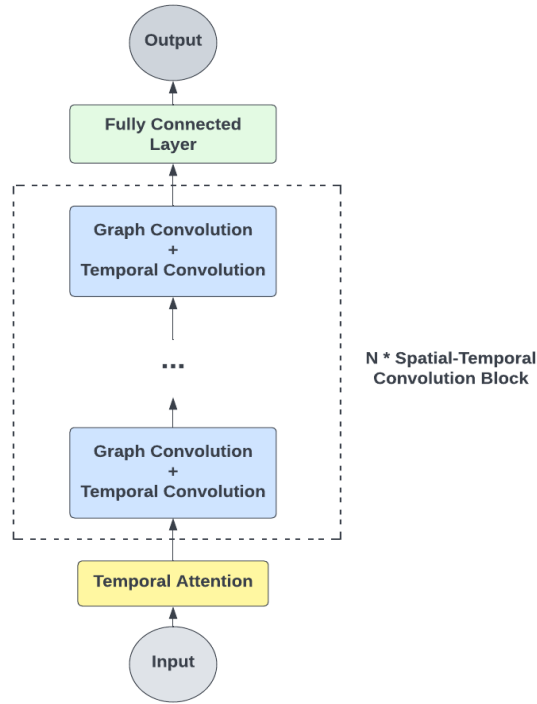 Output
Fully Connected
Layer
Graph Convolution
+
Temporal Convolution
...
N * Spatial-Temporal
Convolution Block
Graph Convolution
+
Temporal Convolution
Temporal Attention
Input